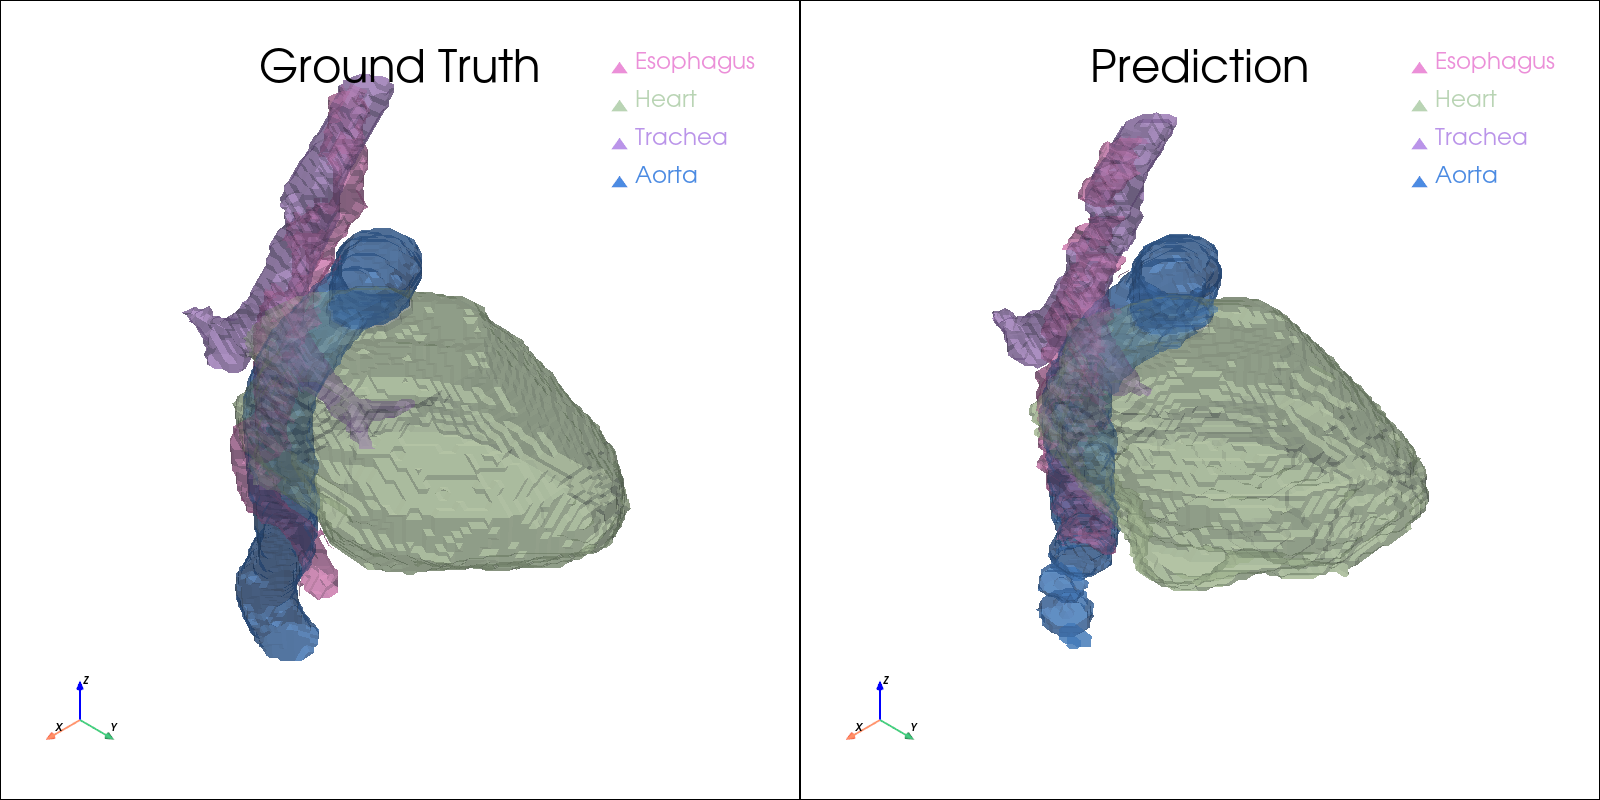 Ground Truth
Esophagus
Heart
Trachea
Aorta
Z
X
Y
Prediction
Esophagus
Heart
Trachea
Aorta
Z
X
Y